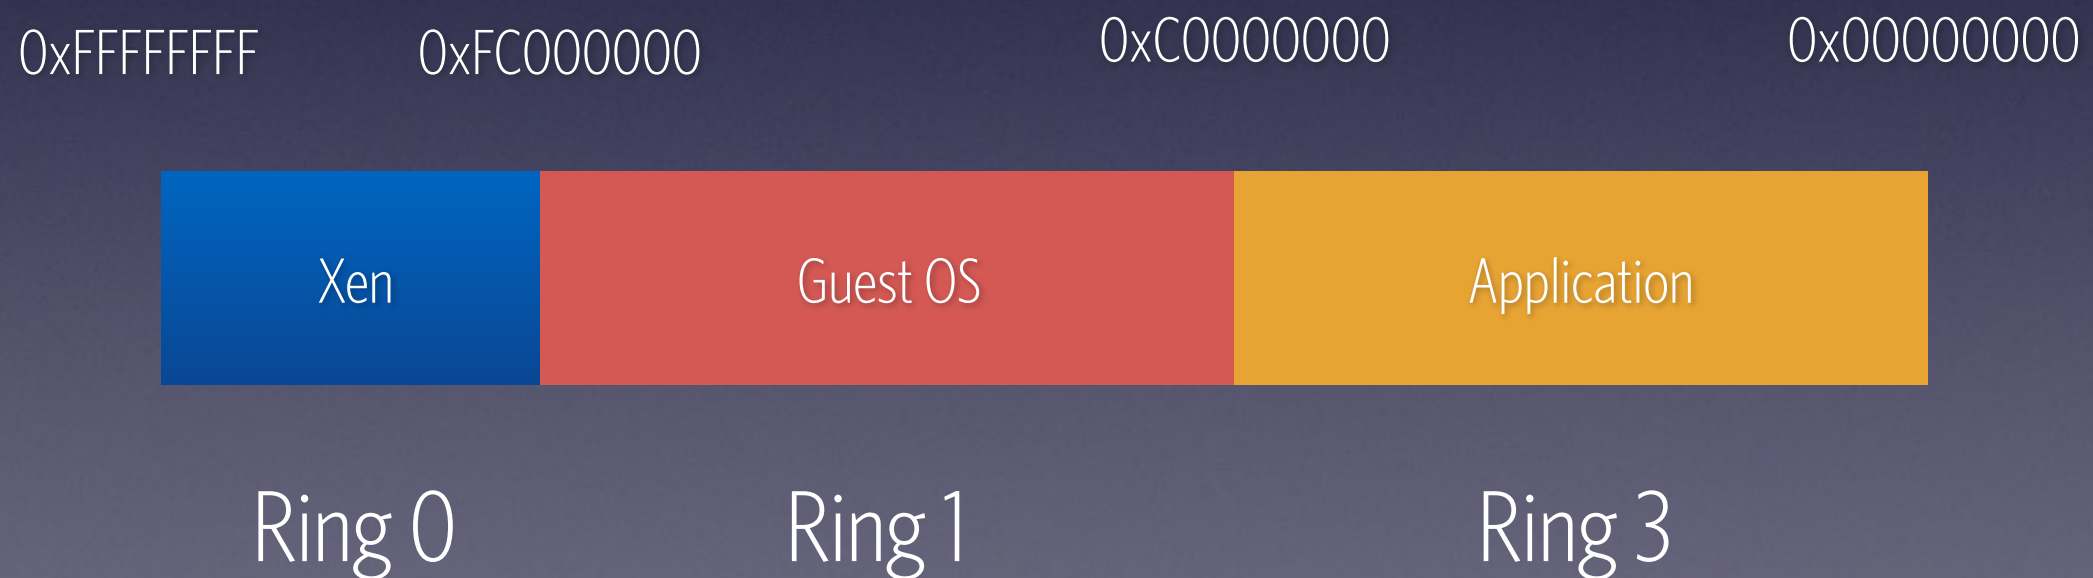 0xFFFFFFFF 0xFC000000 0xC0000000 0x00000000
Xen Guest OS Application
Ring 0 Ring 1 Ring 3